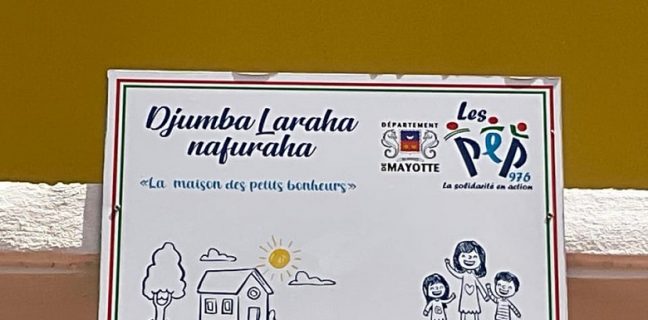 Djumba Laraha
nafuraha
«La maison des petits bonheurs»
DÉPARTEMENT
DE MAYOTTE
Les
pep
976
La solidarité en action